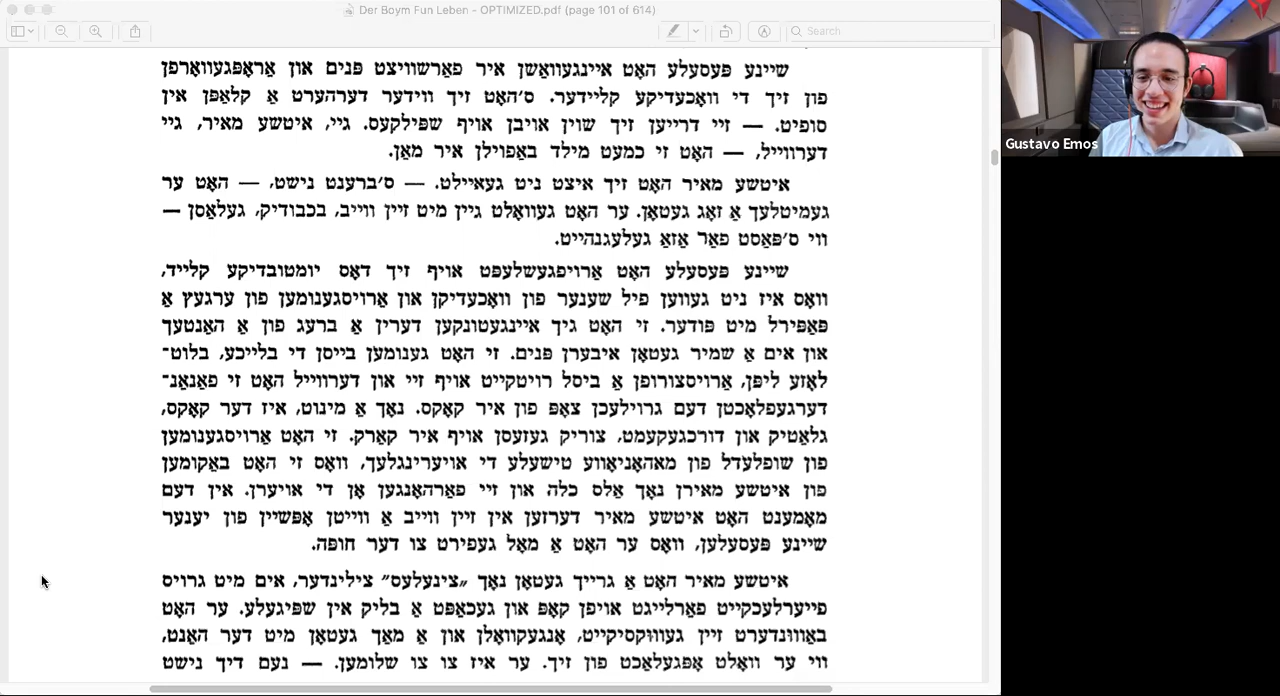 Der Boym Fun Leben - OPTIMIZED.pdf (page 101 of 614)
Search
Gustavo Emos
שיינע פּעסעלע האָט איינגעוואַשן איר פאַרשוויצט פּנים און אַראָפּגעוואָרפן
פון זיך די וואָכעדיקע קליידער. ס׳האָט זיך ווידער דערהערט אַ קלאַפּן אין
סופיט. — זיי דרייען זיך שוין אויבן אויף שפּילקעס. גיי, איטשע מאיר, גיי
דערווייל, — האָט זי כמעט מילד באַפוילן איר מאַן.
איטשע מאיר האָט זיך איצט ניט געאיילט. — ס׳ברענט נישט, — האָט ער
געמיטלעך אַ זאָג געטאָן. ער האָט געוואָלט גיין מיט זיין ווייב, בכבודיק, געלאַסן —
ווי ס׳פּאַסט פאַר אַזאַ געלעגנהייט.
שיינע פּעסעלע האָט אַרויפגעשלעפּט אויף זיך דאָס יומטובדיקע קלייד,
וואָס איז ניט געווען פיל שענער פון וואָכעדיקן און אַרויסגענומען פון ערגעץ אַ
פּאַפּירל מיט פּודער. זי האָט גיך איינגעטונקען דערין אַ ברעג פון אַ האַנטעך
און אים אַ שמיר געטאָן איבערן פּנים. זי האָט גענומען בייסן די בלייכע, בלוט־
לאָזע ליפּן, אַרויסצורופן אַ ביסל רויטקייט אויף זיי און דערווייל האָט זי פאַנאַנ־
דערגעפלאָכטן דעם גרוילעכן צאָפּ פון איר קאָקס. נאָך אַ מינוט, איז דער קאָקס,
גלאַטיק און דורכגעקעמט, צוריק געזעסן אויף איר קאַרק. זי האָט אַרויסגענומען
פון שופלעדל פון מאַהאָניאָווע טישעלע די אויערינגלעך, וואָס זי האָט באַקומען
פון איטשע מאירן נאָך אַלס כלה און זיי פאַרהאָנגען אָן די אויערן. אין דעם
מאָמענט האָט איטשע מאיר דערזען אין זיין ווייב אַ ווייטן אָפּשיין פון יענער
שיינע פּעסעלען, וואָס ער האָט אַ מאָל געפירט צו דער חופּה.
איטשע מאיר האָט אַ גרייך געטאָן נאָך „צינעלעס״ צילינדער, אים מיט גרויס
פייערלעכקייט פאַרלייגט אויפן קאָפּ און געכאַפּט אַ בליק אין שפּיגעלע. ער האָט
באַוווּנדערט זיין געוווּקסיקייט, אָנגעקוואָלן און אַ מאַך געטאָן מיט דער האַנט,
ווי ער וואָלט אָפּגעלאַכט פון זיך. ער איז צו צו שלומען. — נעם דיך נישט